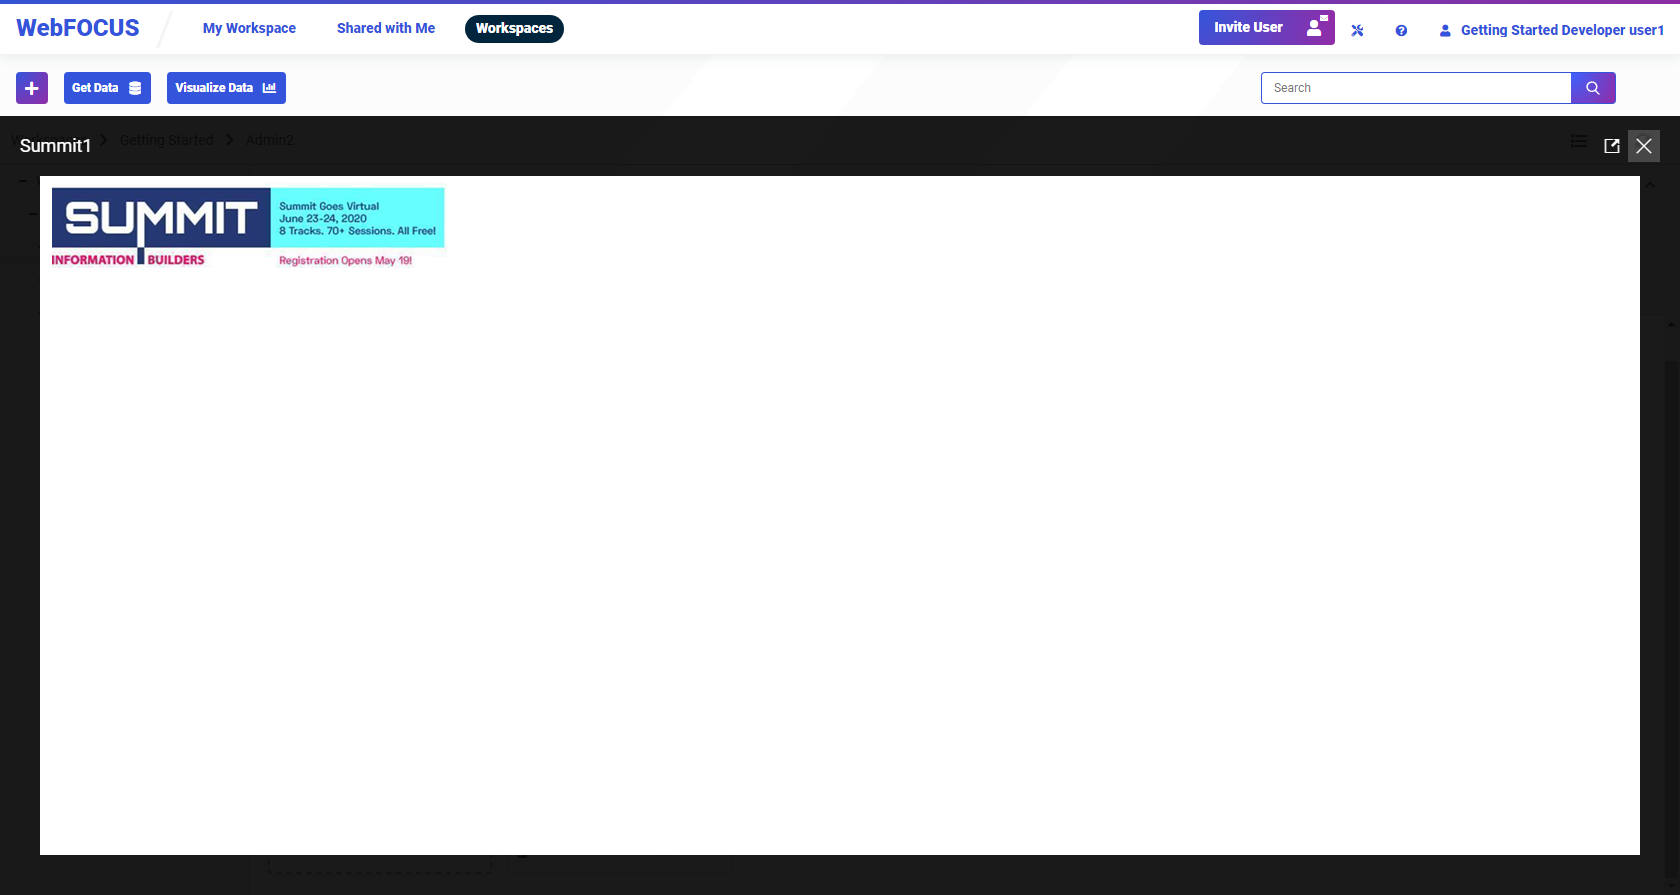 WebFOCUS
My Workspace
Shared with Me
Workspaces
Invite User
Getting Started Developer user1
Get Data
Visualize Data
Search
Getting Started
Admin2
Summit1
SUMMIT
INFORMATION BUILDERS
Summit Goes Virtual
June 23-24, 2020
8 Tracks. 70+ Sessions. All Free!
Registration Opens May 19!